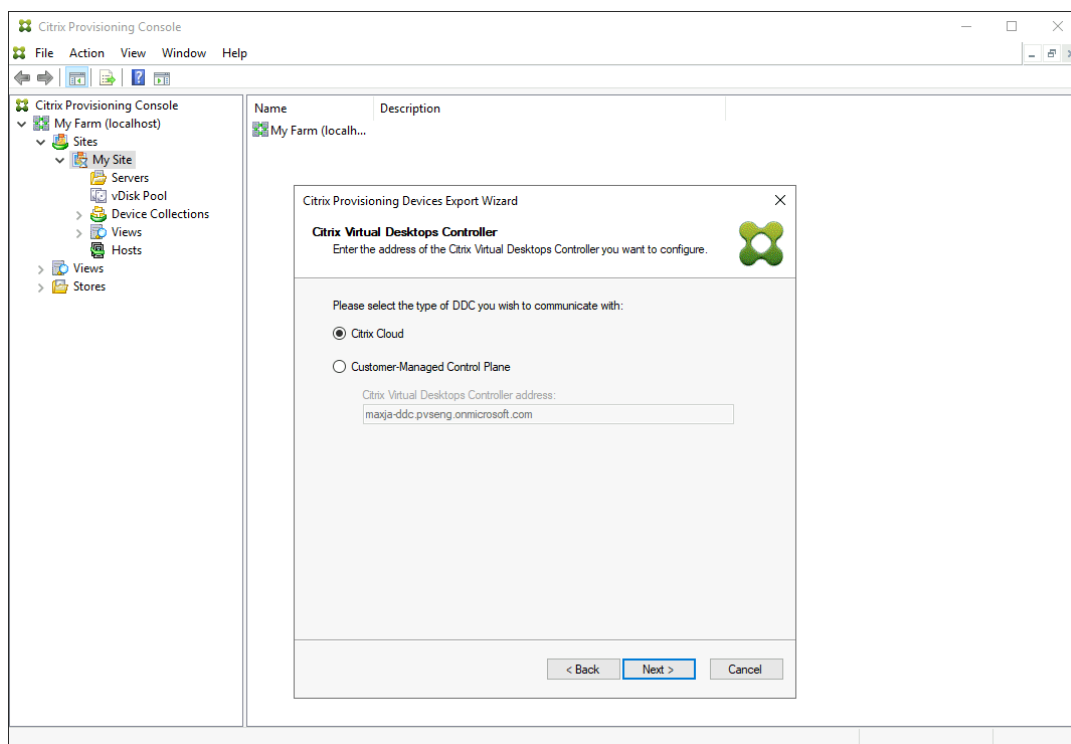 Citrix Provisioning Console
File Action View Window Help
Citrix Provisioning Console
My Farm (localhost)
Sites
My Site
Servers
vDisk Pool
Device Collections
Views
Hosts
Views
Stores
Name Description
My Farm (localh...
Citrix Provisioning Devices Export Wizard
Citrix Virtual Desktops Controller
Enter the address of the Citrix Virtual Desktops Controller you want to configure.
Please select the type of DDC you wish to communicate with:
Citrix Cloud
Customer-Managed Control Plane
Citrix Virtual Desktops Controller address:
maxja-ddc.pvseng.onmicrosoft.com
< Back Next > Cancel